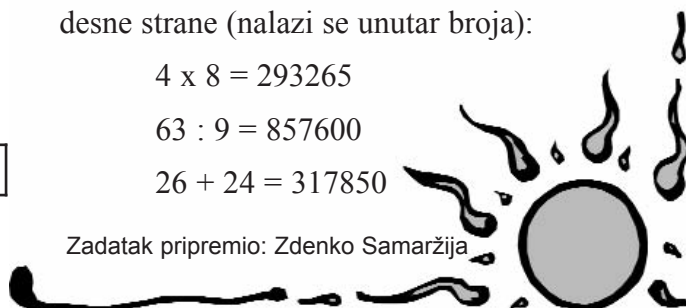 desne strane (nalazi se unutar broja):
4 x 8 = 293265
63 : 9 = 857600
26 + 24 = 317850
Zadatak pripremio: Zdenko Samaržija